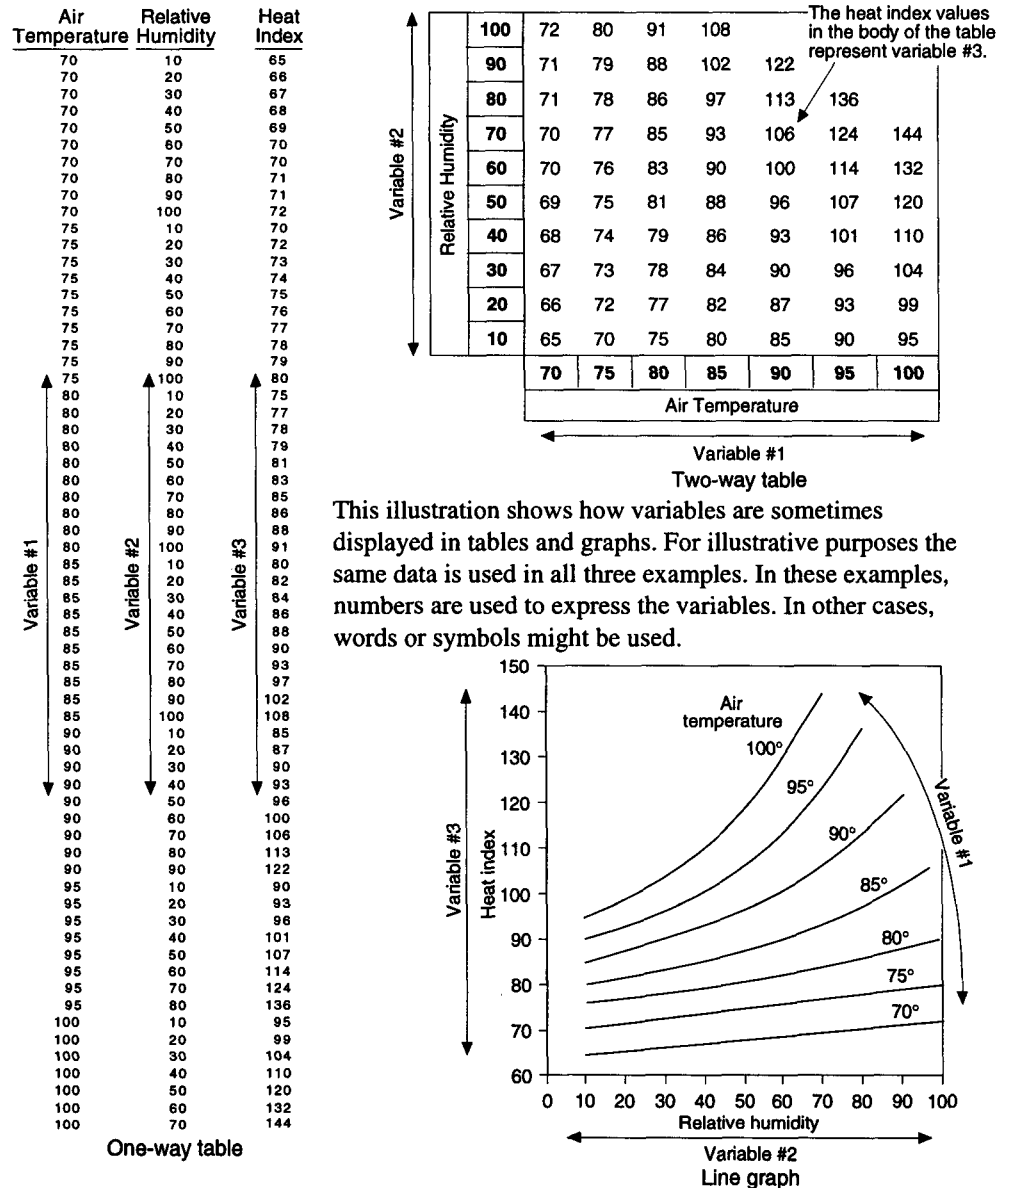 Air Relative Heat
Temperature Humidity Index
70 10 65
70 20 66
70 30 67
70 40 68
70 50 69
70 60 70
70 70 70
70 80 71
70 90 71
70 100 72
75 10 70
75 20 72
75 30 73
75 40 74
75 50 75
75 60 76
75 70 77
75 80 78
75 90 79
75 100 80
80 10 75
80 20 77
80 30 78
80 40 79
80 50 81
80 60 83
80 70 85
80 80 86
80 90 88
80 100 91
85 10 80
85 20 82
85 30 84
85 40 86
85 50 88
85 60 90
85 70 93
85 80 97
85 90 102
85 100 108
90 10 85
90 20 87
90 30 90
90 40 93
90 50 96
90 60 100
90 70 106
90 80 113
90 90 122
95 10 90
95 20 93
95 30 96
95 40 101
95 50 107
95 60 114
95 70 124
95 80 136
100 10 95
100 20 99
100 30 104
100 40 110
100 50 120
100 60 132
100 70 144
Variable #1
Variable #2
Variable #3
One-way table
The heat index values
in the body of the table
represent variable #3.
Variable #2
Relative Humidity
100 72 80 91 108
90 71 79 88 102 122
80 71 78 86 97 113 136
70 70 77 85 93 106 124 144
60 70 76 83 90 100 114 132
50 69 75 81 88 96 107 120
40 68 74 79 86 93 101 110
30 67 73 78 84 90 96 104
20 66 72 77 82 87 93 99
10 65 70 75 80 85 90 95
70 75 80 85 90 95 100
Air Temperature
Variable #1
Two-way table
This illustration shows how variables are sometimes
displayed in tables and graphs. For illustrative purposes the
same data is used in all three examples. In these examples,
numbers are used to express the variables. In other cases,
words or symbols might be used.
150
140
130
120
110
100
90
80
70
60
Variable #3
Heat index
Air
temperature
100°
95°
90°
85°
80°
75°
70°
Variable #1
0 10 20 30 40 50 60 70 80 90 100
Relative humidity
Variable #2
Line graph